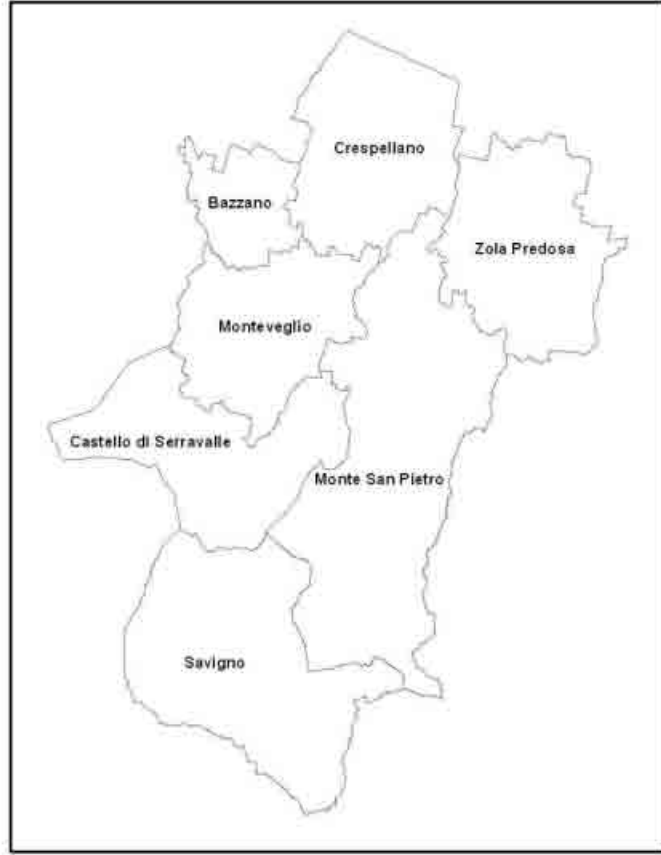 Crespellano
Bazzano
Zola Predosa
Monteveglio
Castello di Serravalle
Monte San Pietro
Savigno